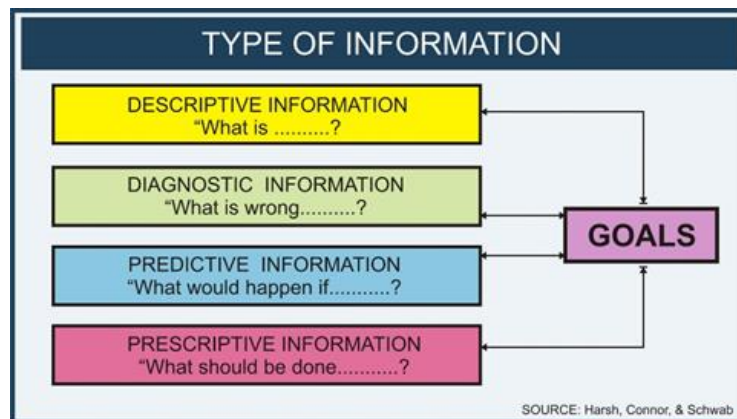 TYPE OF INFORMATION
DESCRIPTIVE INFORMATION
“What is ..........?
DIAGNOSTIC INFORMATION
“What is wrong..........?
GOALS
PREDICTIVE INFORMATION
“What would happen if...........?
PRESCRIPTIVE INFORMATION
“What should be done...........?
SOURCE: Harsh, Connor, & Schwab